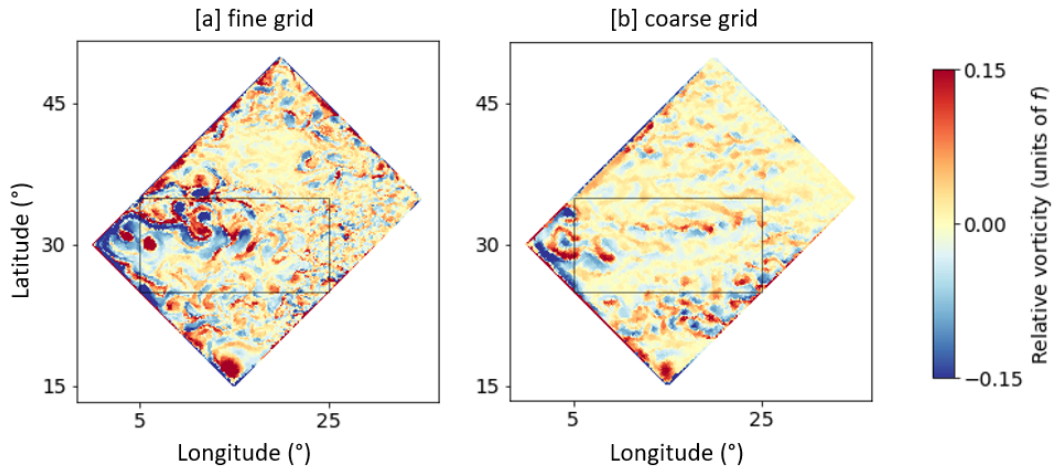 [a] fine grid
[b] coarse grid
45
30
15
5
25
Latitude (°)
Longitude (°)
45
30
15
5
25
Longitude (°)
0.15
0.00
−0.15
Relative vorticity (units of f)